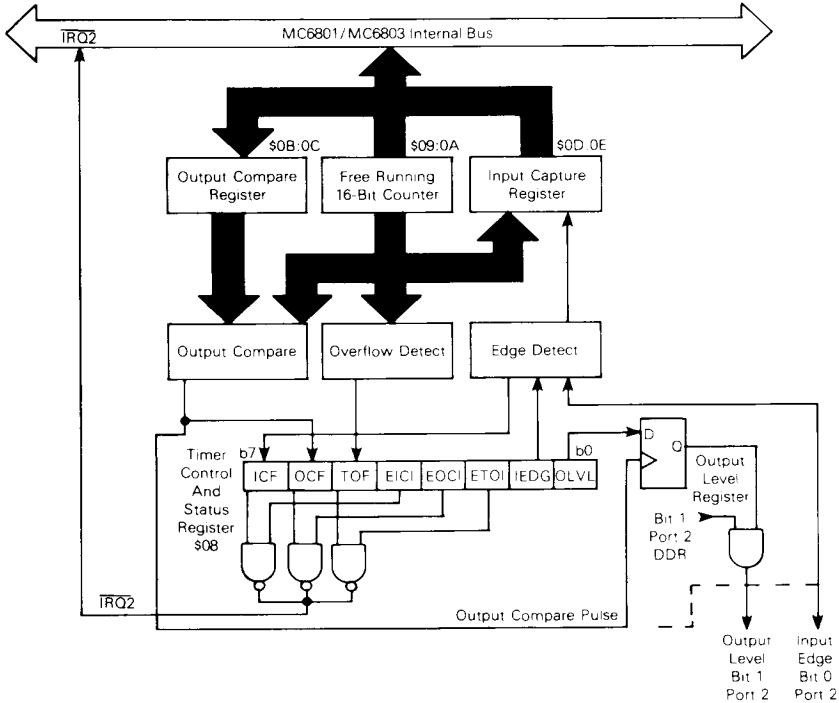 IRQ2
MC6801/MC6803 Internal Bus
$0B:0C
$09:0A
$0D:0E
Output Compare
Register
Free Running
16-Bit Counter
Input Capture
Register
Output Compare
Overflow Detect
Edge Detect
Timer
Control
And
Status
Register
$08
b7
b0
ICF
OCF
TOF
EICI
EOCI
ETOI
IEDG
OLVL
D
Q
Output
Level
Register
Bit 1
Port 2
DDR
IRQ2
Output Compare Pulse
Output
Level
Bit 1
Port 2
Input
Edge
Bit 0
Port 2